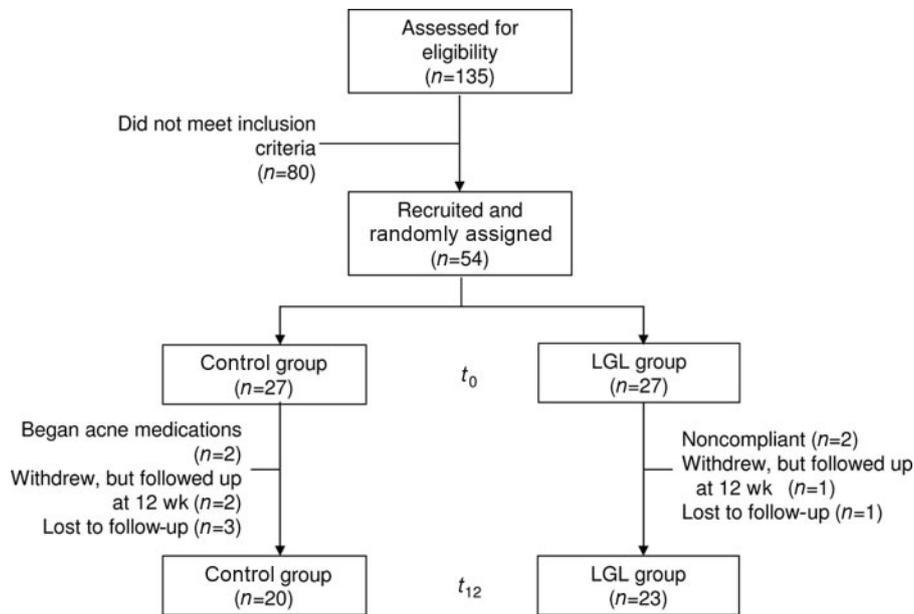 Assessed for
eligibility
(n=135)
Did not meet inclusion
criteria
(n=80)
Recruited and
randomly assigned
(n=54)
Control group
(n=27)
t0
LGL group
(n=27)
Began acne medications
(n=2)
Withdrew, but followed up
at 12 wk (n=2)
Lost to follow-up (n=3)
Noncompliant (n=2)
Withdrew, but followed up
at 12 wk (n=1)
Lost to follow-up (n=1)
Control group
(n=20)
t12
LGL group
(n=23)